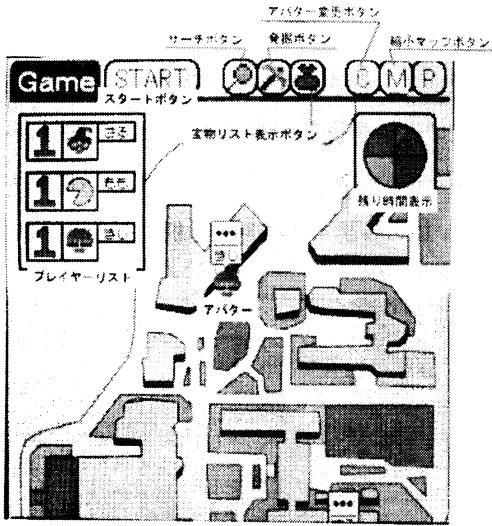 アバター変更ボタン
サーチボタン
発掘ボタン
縮小マップボタン
Game
START
C
M
P
スタートボタン
宝物リスト表示ボタン
1
1
1
プレイヤーリスト
残り時間表示
アバター